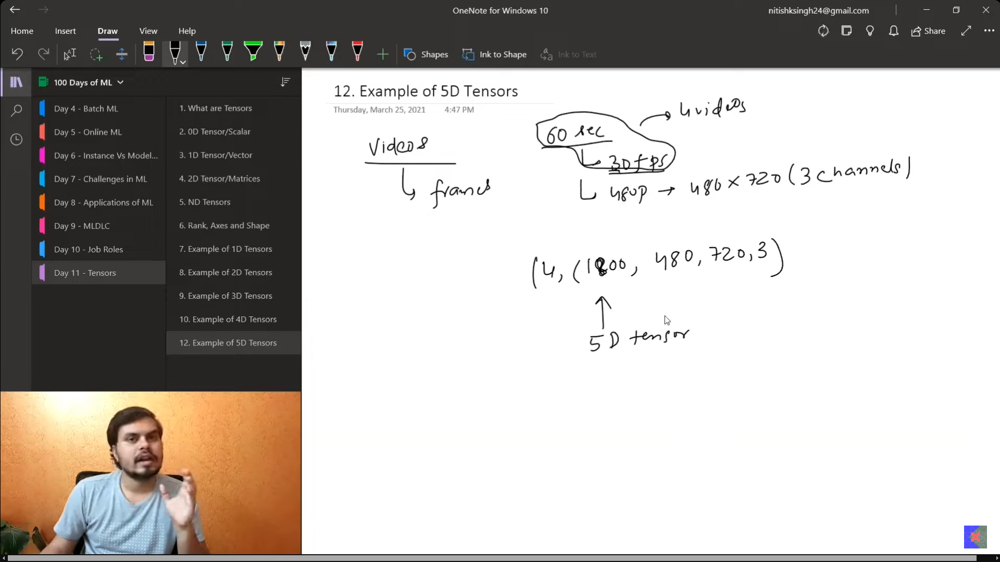 OneNote for Windows 10
nitishksingh24@gmail.com
Home Insert Draw View Help
Share
Shapes Ink to Shape Ink to Text
100 Days of ML
Day 4 - Batch ML
Day 5 - Online ML
Day 6 - Instance Vs Model...
Day 7 - Challenges in ML
Day 8 - Applications of ML
Day 9 - MLDLC
Day 10 - Job Roles
Day 11 - Tensors
1. What are Tensors
2. 0D Tensor/Scalar
3. 1D Tensor/Vector
4. 2D Tensor/Matrices
5. ND Tensors
6. Rank, Axes and Shape
7. Example of 1D Tensors
8. Example of 2D Tensors
9. Example of 3D Tensors
10. Example of 4D Tensors
12. Example of 5D Tensors
12. Example of 5D Tensors
Thursday, March 25, 2021 4:47 PM
Videos
frames
60 sec
4 videos
30 fps
480p → 480 × 720 (3 channels)
(4, (1800, 480, 720, 3)
5D tensor